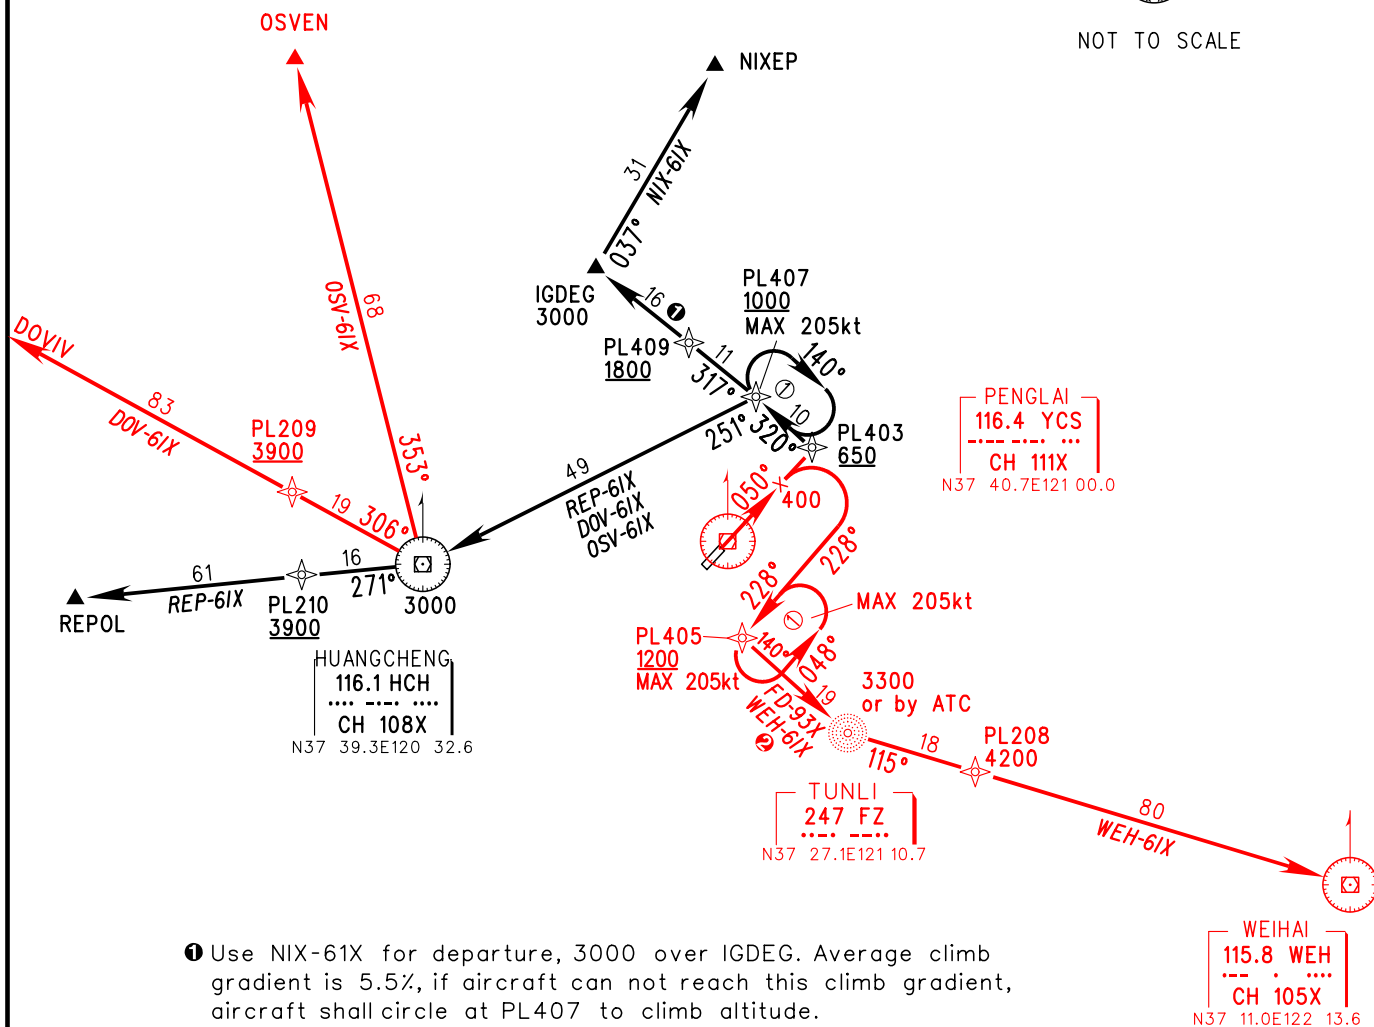 OSVEN
NOT TO SCALE
NIXEP
31
NIX-61X
037°
IGDEG
3000
16 ❶
PL407
1000
MAX 205kt
PL409
1800
11
317°
140°
①
10
320°
251°
PL403
650
DOVIV
68
OSV-61X
83
DOV-61X
PL209
3900
353°
19
306°
49
REP-61X
DOV-61X
OSV-61X
PENGLAI
116.4 YCS
-.-- -.-. ...
CH 111X
N37 40.7E121 00.0
050°
400
228°
228°
61
REP-61X
16
271°
REPOL
PL210
3900
3000
HUANGCHENG
116.1 HCH
.... -.-. ....
CH 108X
N37 39.3E120 32.6
MAX 205kt
①
PL405
1200
MAX 205kt
140°
048°
19
FD-93X
WEH-61X
❷
3300
or by ATC
18
115°
PL208
4200
TUNLI
247 FZ
..-. --..
N37 27.1E121 10.7
80
WEH-61X
WEIHAI
115.8 WEH
.-- . ....
CH 105X
N37 11.0E122 13.6
❶ Use NIX-61X for departure, 3000 over IGDEG. Average climb
gradient is 5.5%, if aircraft can not reach this climb gradient,
aircraft shall circle at PL407 to climb altitude.